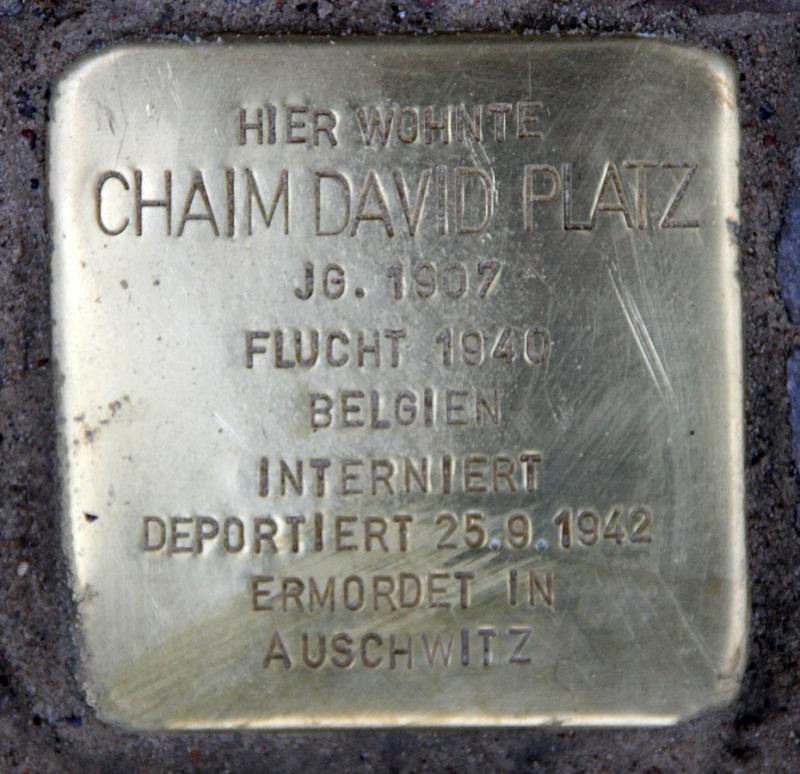 HIER WOHNTE
CHAIM DAVID PLATZ
JG. 1907
FLUCHT 1940
BELGIEN
INTERNIERT
DEPORTIERT 25.9.1942
ERMORDET IN
AUSCHWITZ